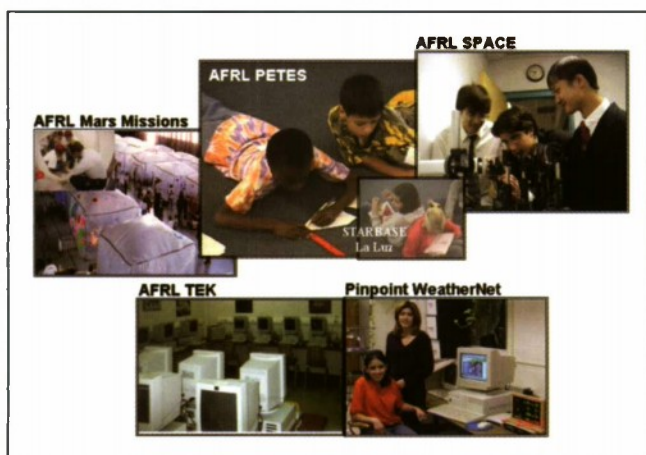 AFRL SPACE
AFRL PETES
AFRL Mars Missions
STARBASE
La Luz
AFRL TEK
Pinpoint WeatherNet